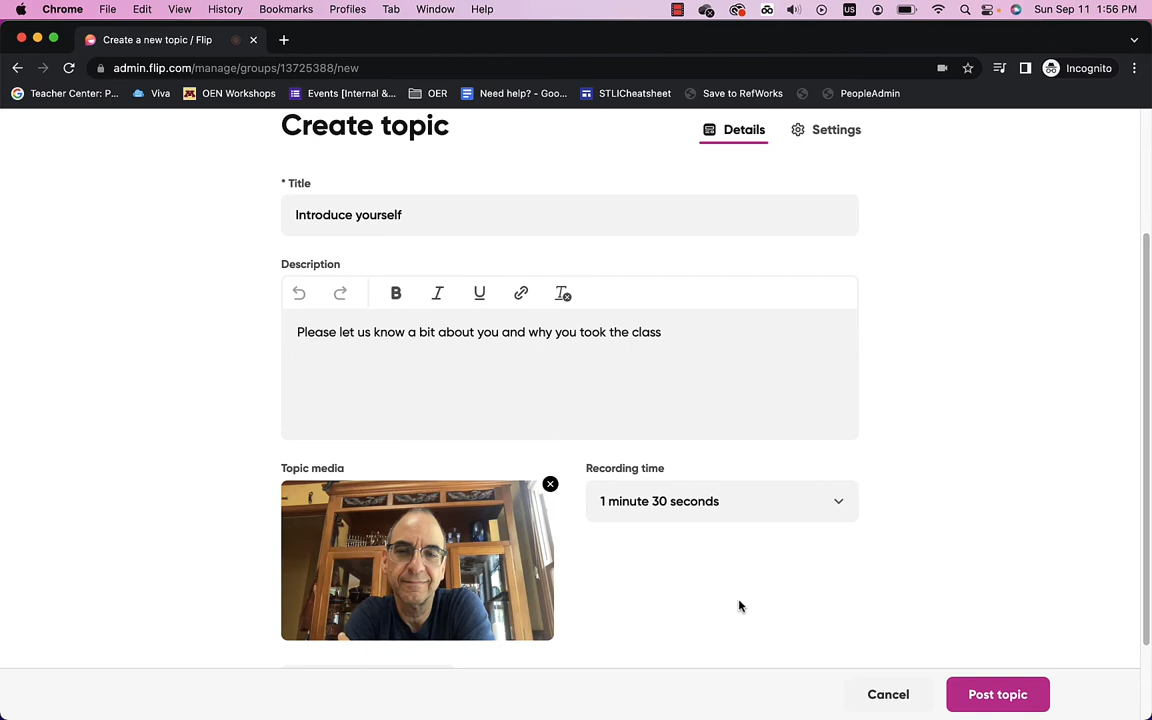 Chrome File Edit View History Bookmarks Profiles Tab Window Help US Sun Sep 11 1:56 PM
Create a new topic / Flip
admin.flip.com/manage/groups/13725388/new Incognito
Teacher Center: P... Viva OEN Workshops Events [Internal &... OER Need help? - Goo... STLICheatsheet Save to RefWorks PeopleAdmin
Create topic Details Settings
* Title
Introduce yourself
Description
B I U
Please let us know a bit about you and why you took the class
Topic media Recording time
1 minute 30 seconds
Cancel Post topic